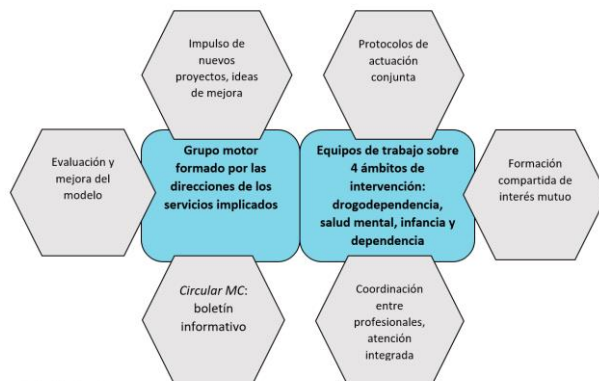 Impulso de
nuevos
proyectos, ideas
de mejora
Protocolos de
actuación
conjunta
Evaluación y
mejora del
modelo
Grupo motor
formado por las
direcciones de los
servicios implicados
Equipos de trabajo sobre
4 ámbitos de
intervención:
drogodependencia,
salud mental, infancia y
dependencia
Formación
compartida de
interés mutuo
Circular MC:
boletín
informativo
Coordinación
entre
profesionales,
atención
integrada